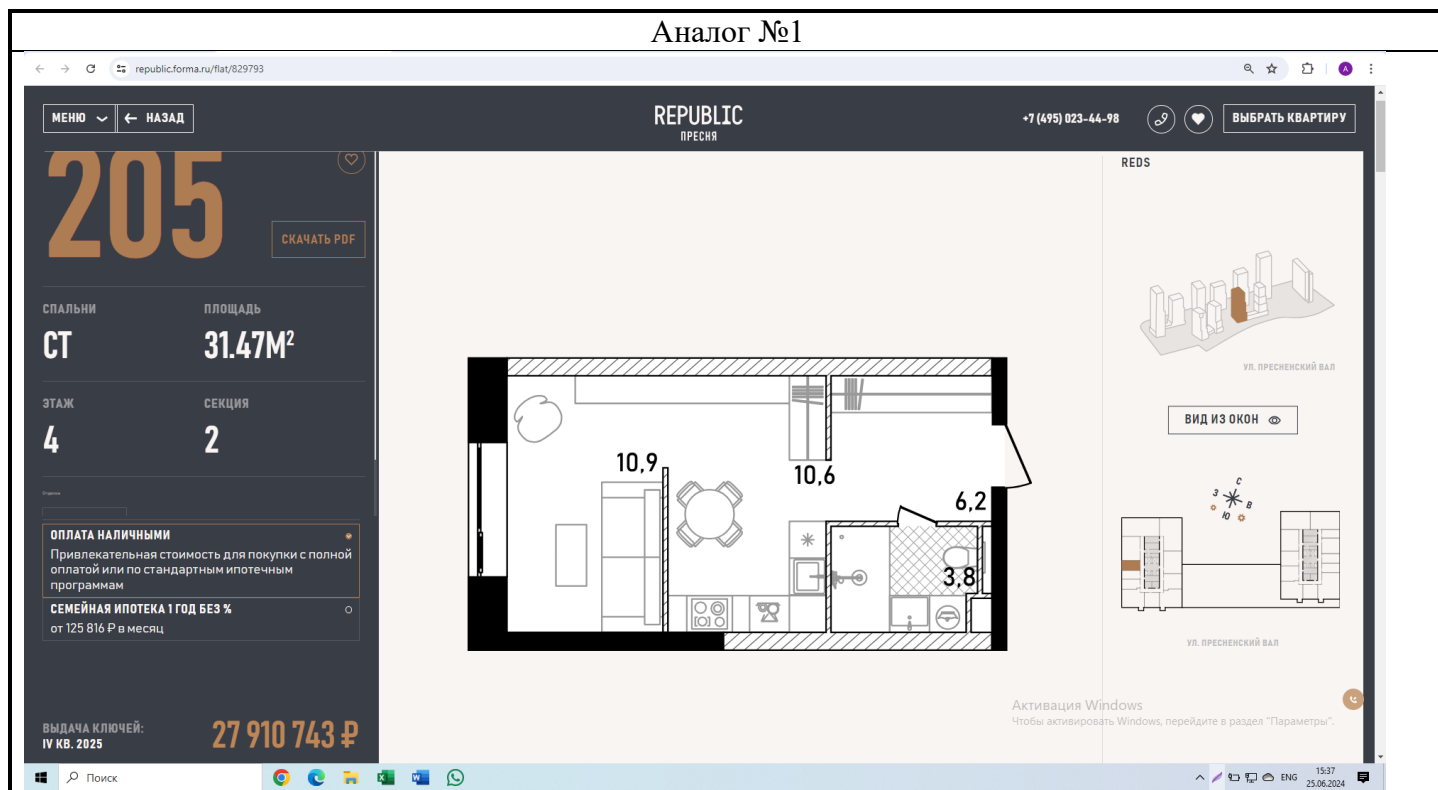 Аналог №1
republic.forma.ru/flat/829793
МЕНЮ
← НАЗАД
REPUBLIC
ПРЕСНЯ
+7 (495) 023-44-98
ВЫБРАТЬ КВАРТИРУ
205
СКАЧАТЬ PDF
СПАЛЬНИ
ПЛОЩАДЬ
СТ
31.47М²
ЭТАЖ
СЕКЦИЯ
4
2
ОПЛАТА НАЛИЧНЫМИ
Привлекательная стоимость для покупки с полной
оплатой или по стандартным ипотечным
программам
СЕМЕЙНАЯ ИПОТЕКА 1 ГОД БЕЗ %
от 125 816 ₽ в месяц
ВЫДАЧА КЛЮЧЕЙ:
IV КВ. 2025
27 910 743 ₽
10,9
10,6
6,2
3,8
REDS
УЛ. ПРЕСНЕНСКИЙ ВАЛ
ВИД ИЗ ОКОН
С
З
В
Ю
УЛ. ПРЕСНЕНСКИЙ ВАЛ
Активация Windows
Чтобы активировать Windows, перейдите в раздел "Параметры".
Поиск
ENG
15:37
25.06.2024